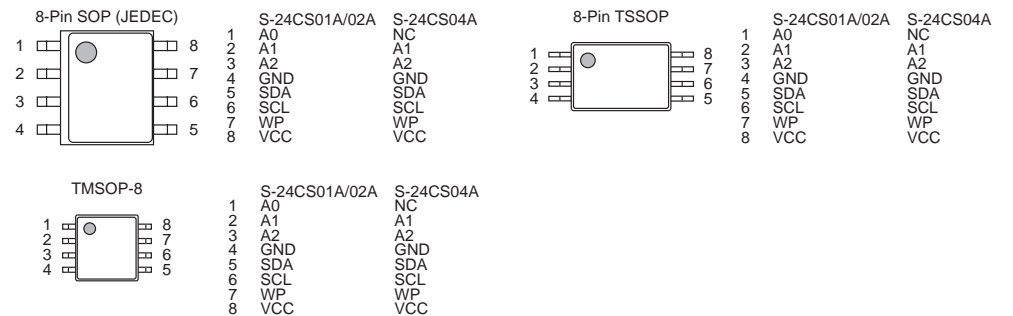 8-Pin SOP (JEDEC)
1 8
2 7
3 6
4 5
S-24CS01A/02A S-24CS04A
1 A0 NC
2 A1 A1
3 A2 A2
4 GND GND
5 SDA SDA
6 SCL SCL
7 WP WP
8 VCC VCC
8-Pin TSSOP
1 8
2 7
3 6
4 5
S-24CS01A/02A S-24CS04A
1 A0 NC
2 A1 A1
3 A2 A2
4 GND GND
5 SDA SDA
6 SCL SCL
7 WP WP
8 VCC VCC
TMSOP-8
1 8
2 7
3 6
4 5
S-24CS01A/02A S-24CS04A
1 A0 NC
2 A1 A1
3 A2 A2
4 GND GND
5 SDA SDA
6 SCL SCL
7 WP WP
8 VCC VCC